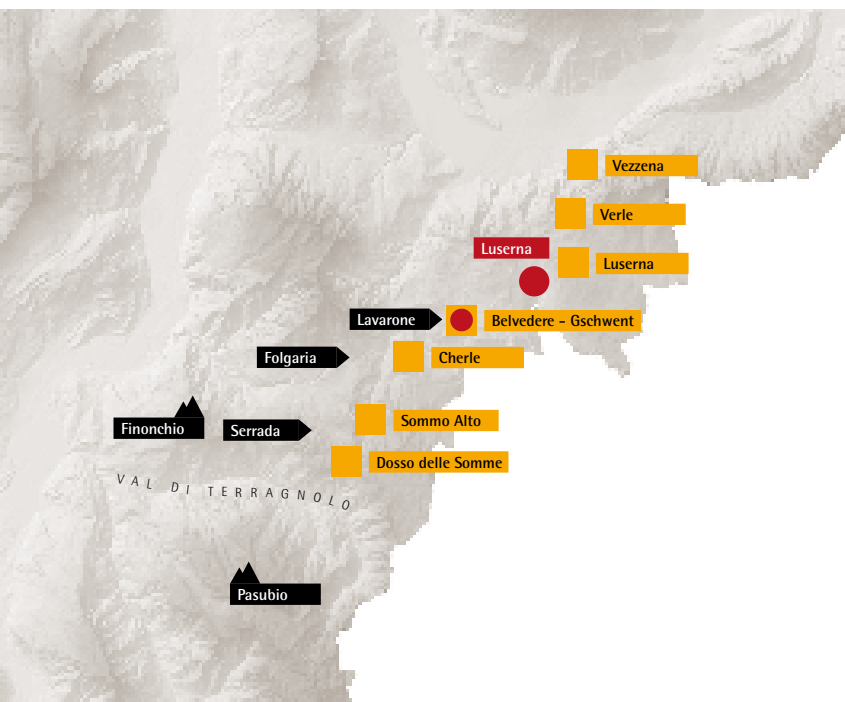 Vezzena
Verle
Luserna
Luserna
Lavarone
Belvedere - Gschwent
Folgaria
Cherle
Finonchio
Serrada
Sommo Alto
Dosso delle Somme
VAL DI TERRAGNOLO
Pasubio